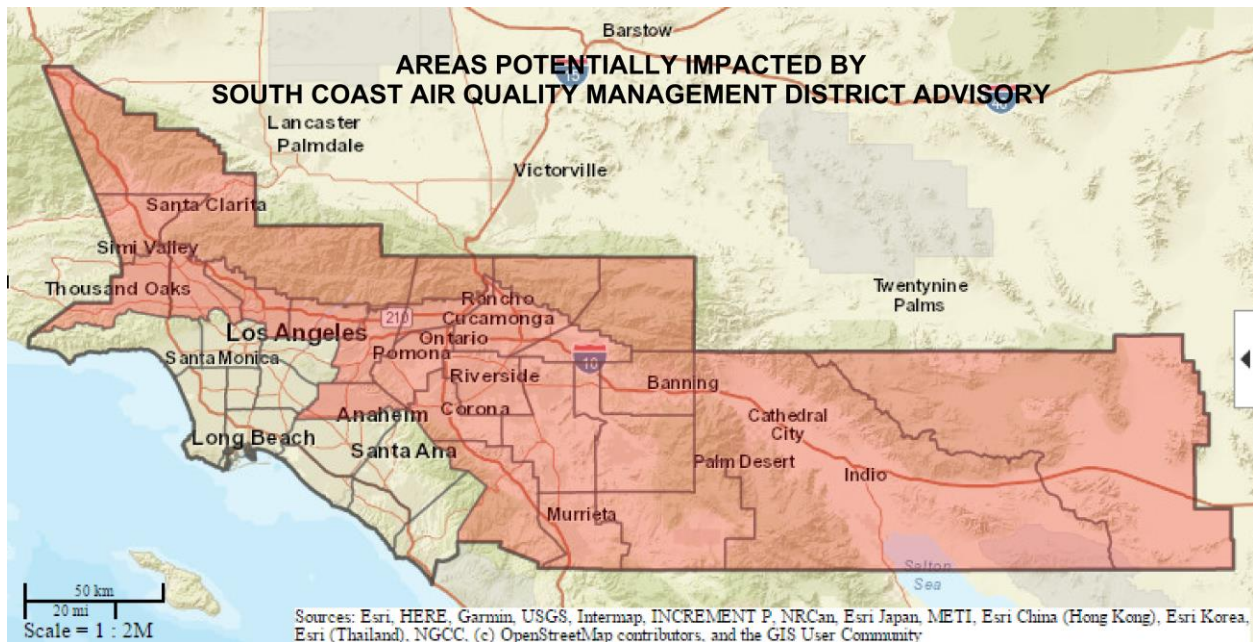 Barstow
AREAS POTENTIALLY IMPACTED BY
15
SOUTH COAST AIR QUALITY MANAGEMENT DISTRICT ADVISORY
40
Lancaster
Palmdale
Victorville
Santa Clarita
Simi Valley
Thousand Oaks
Twentynine
Palms
Rancho
Cucamonga
210
Los Angeles
Ontario
Santa Monica
Pomona
10
Riverside
Banning
Anaheim
Corona
Cathedral
City
Long Beach
Santa Ana
Palm Desert
Indio
Murrieta
Salton
Sea
50 km
20 mi
Scale = 1 : 2M
Sources: Esri, HERE, Garmin, USGS, Intermap, INCREMENT P, NRCan, Esri Japan, METI, Esri China (Hong Kong), Esri Korea,
Esri (Thailand), NGCC, (c) OpenStreetMap contributors, and the GIS User Community